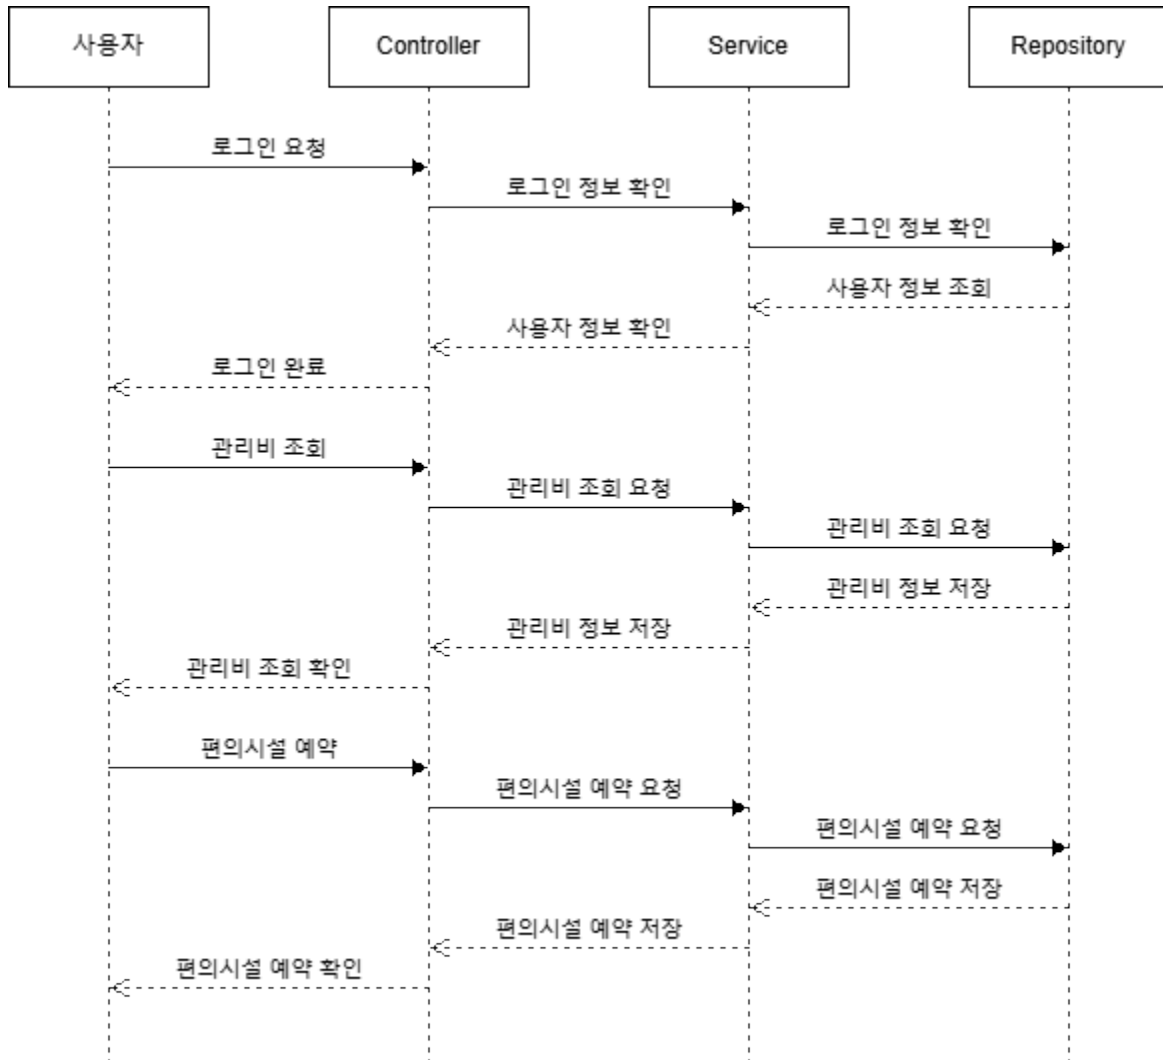 사용자
Controller
Service
Repository
로그인 요청
로그인 정보 확인
로그인 정보 확인
사용자 정보 조회
사용자 정보 확인
로그인 완료
관리비 조회
관리비 조회 요청
관리비 조회 요청
관리비 정보 저장
관리비 정보 저장
관리비 조회 확인
편의시설 예약
편의시설 예약 요청
편의시설 예약 요청
편의시설 예약 저장
편의시설 예약 저장
편의시설 예약 확인